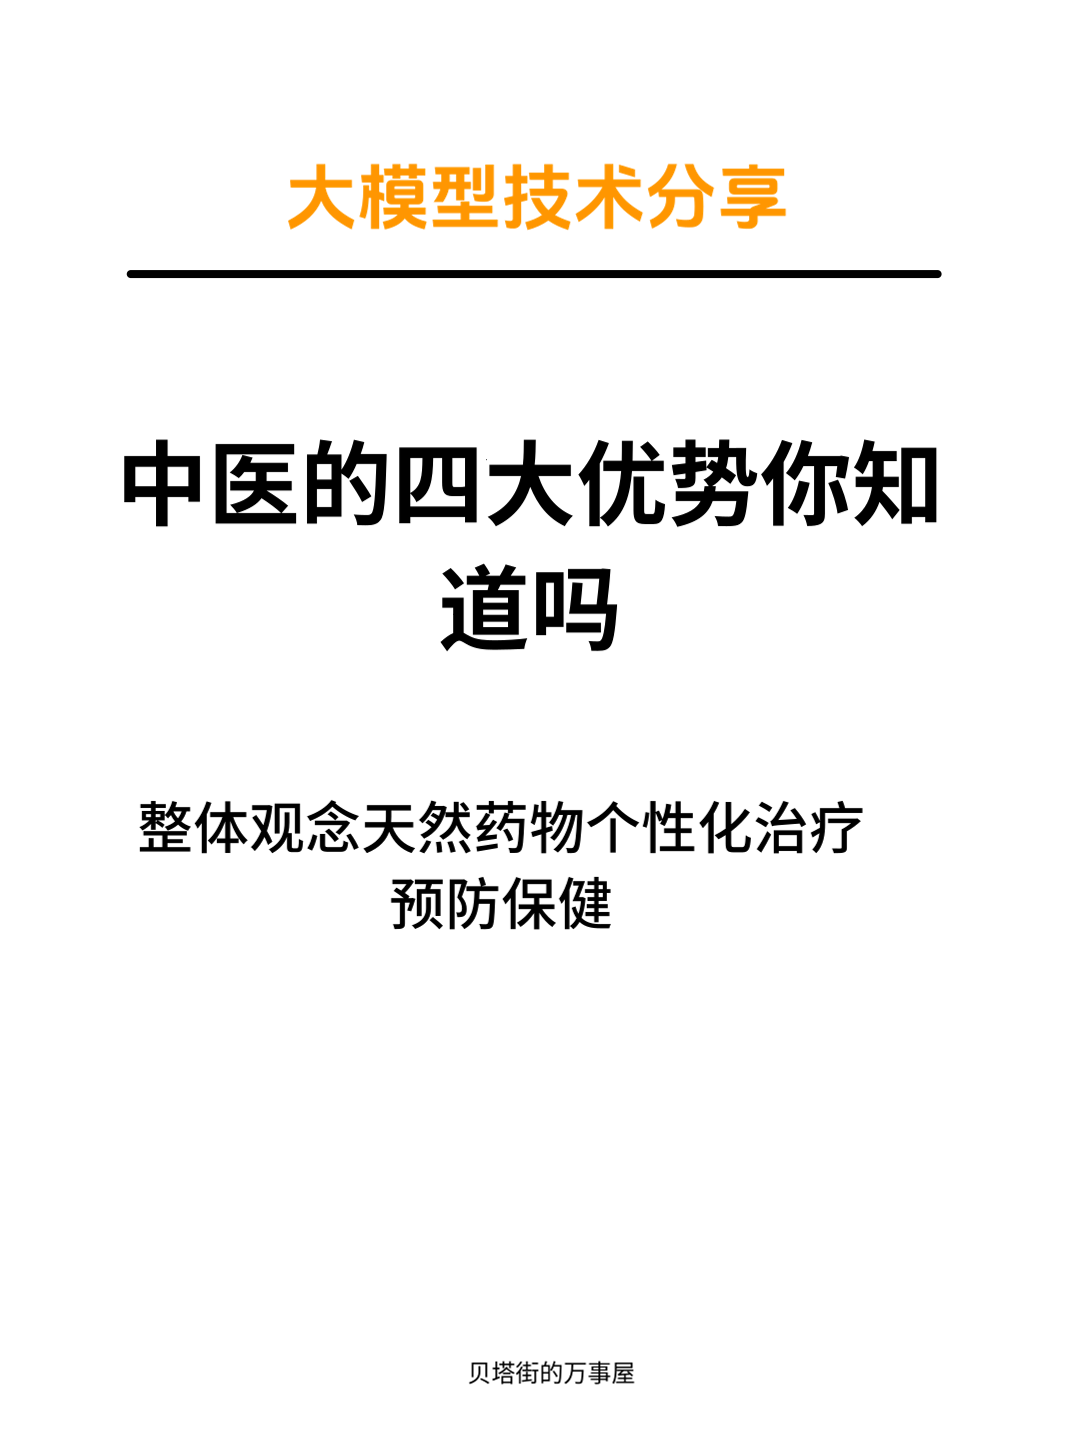 大模型技术分享
中医的四大优势你知
道吗
整体观念天然药物个性化治疗
预防保健
贝塔街的万事屋